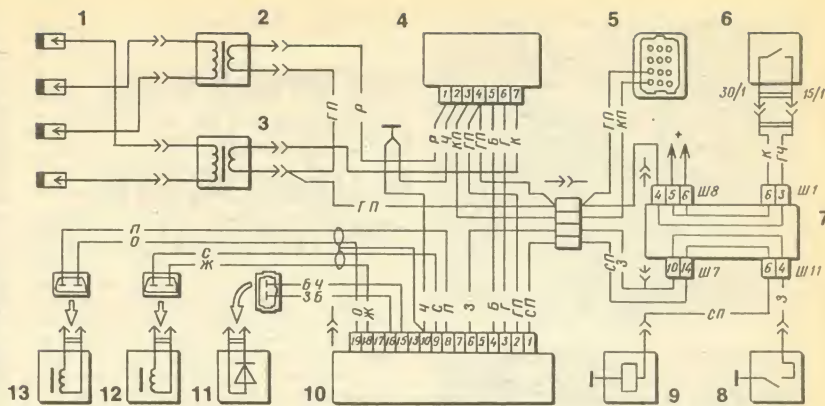 1
2
4
5
6
30/1
15/1
3
1 2 3 4 5 6 7
Р
Ч
КП
ГП
ГП
Б
Г
К
Р
ГП
ГП
КП
+
К
ГЧ
4 5 6
Ш8
6 3
Ш1
7
ГП
П
О
С
Ж
БЧ
ЗБ
О
Ж
Ч
С
П
З
Б
Г
ГП
СП
СП
З
10 14
Ш7
6 4
Ш11
З
СП
19 18 17 16 15 13 10 9 8 7 6 5 4 3 2 1
13
12
11
10
9
8